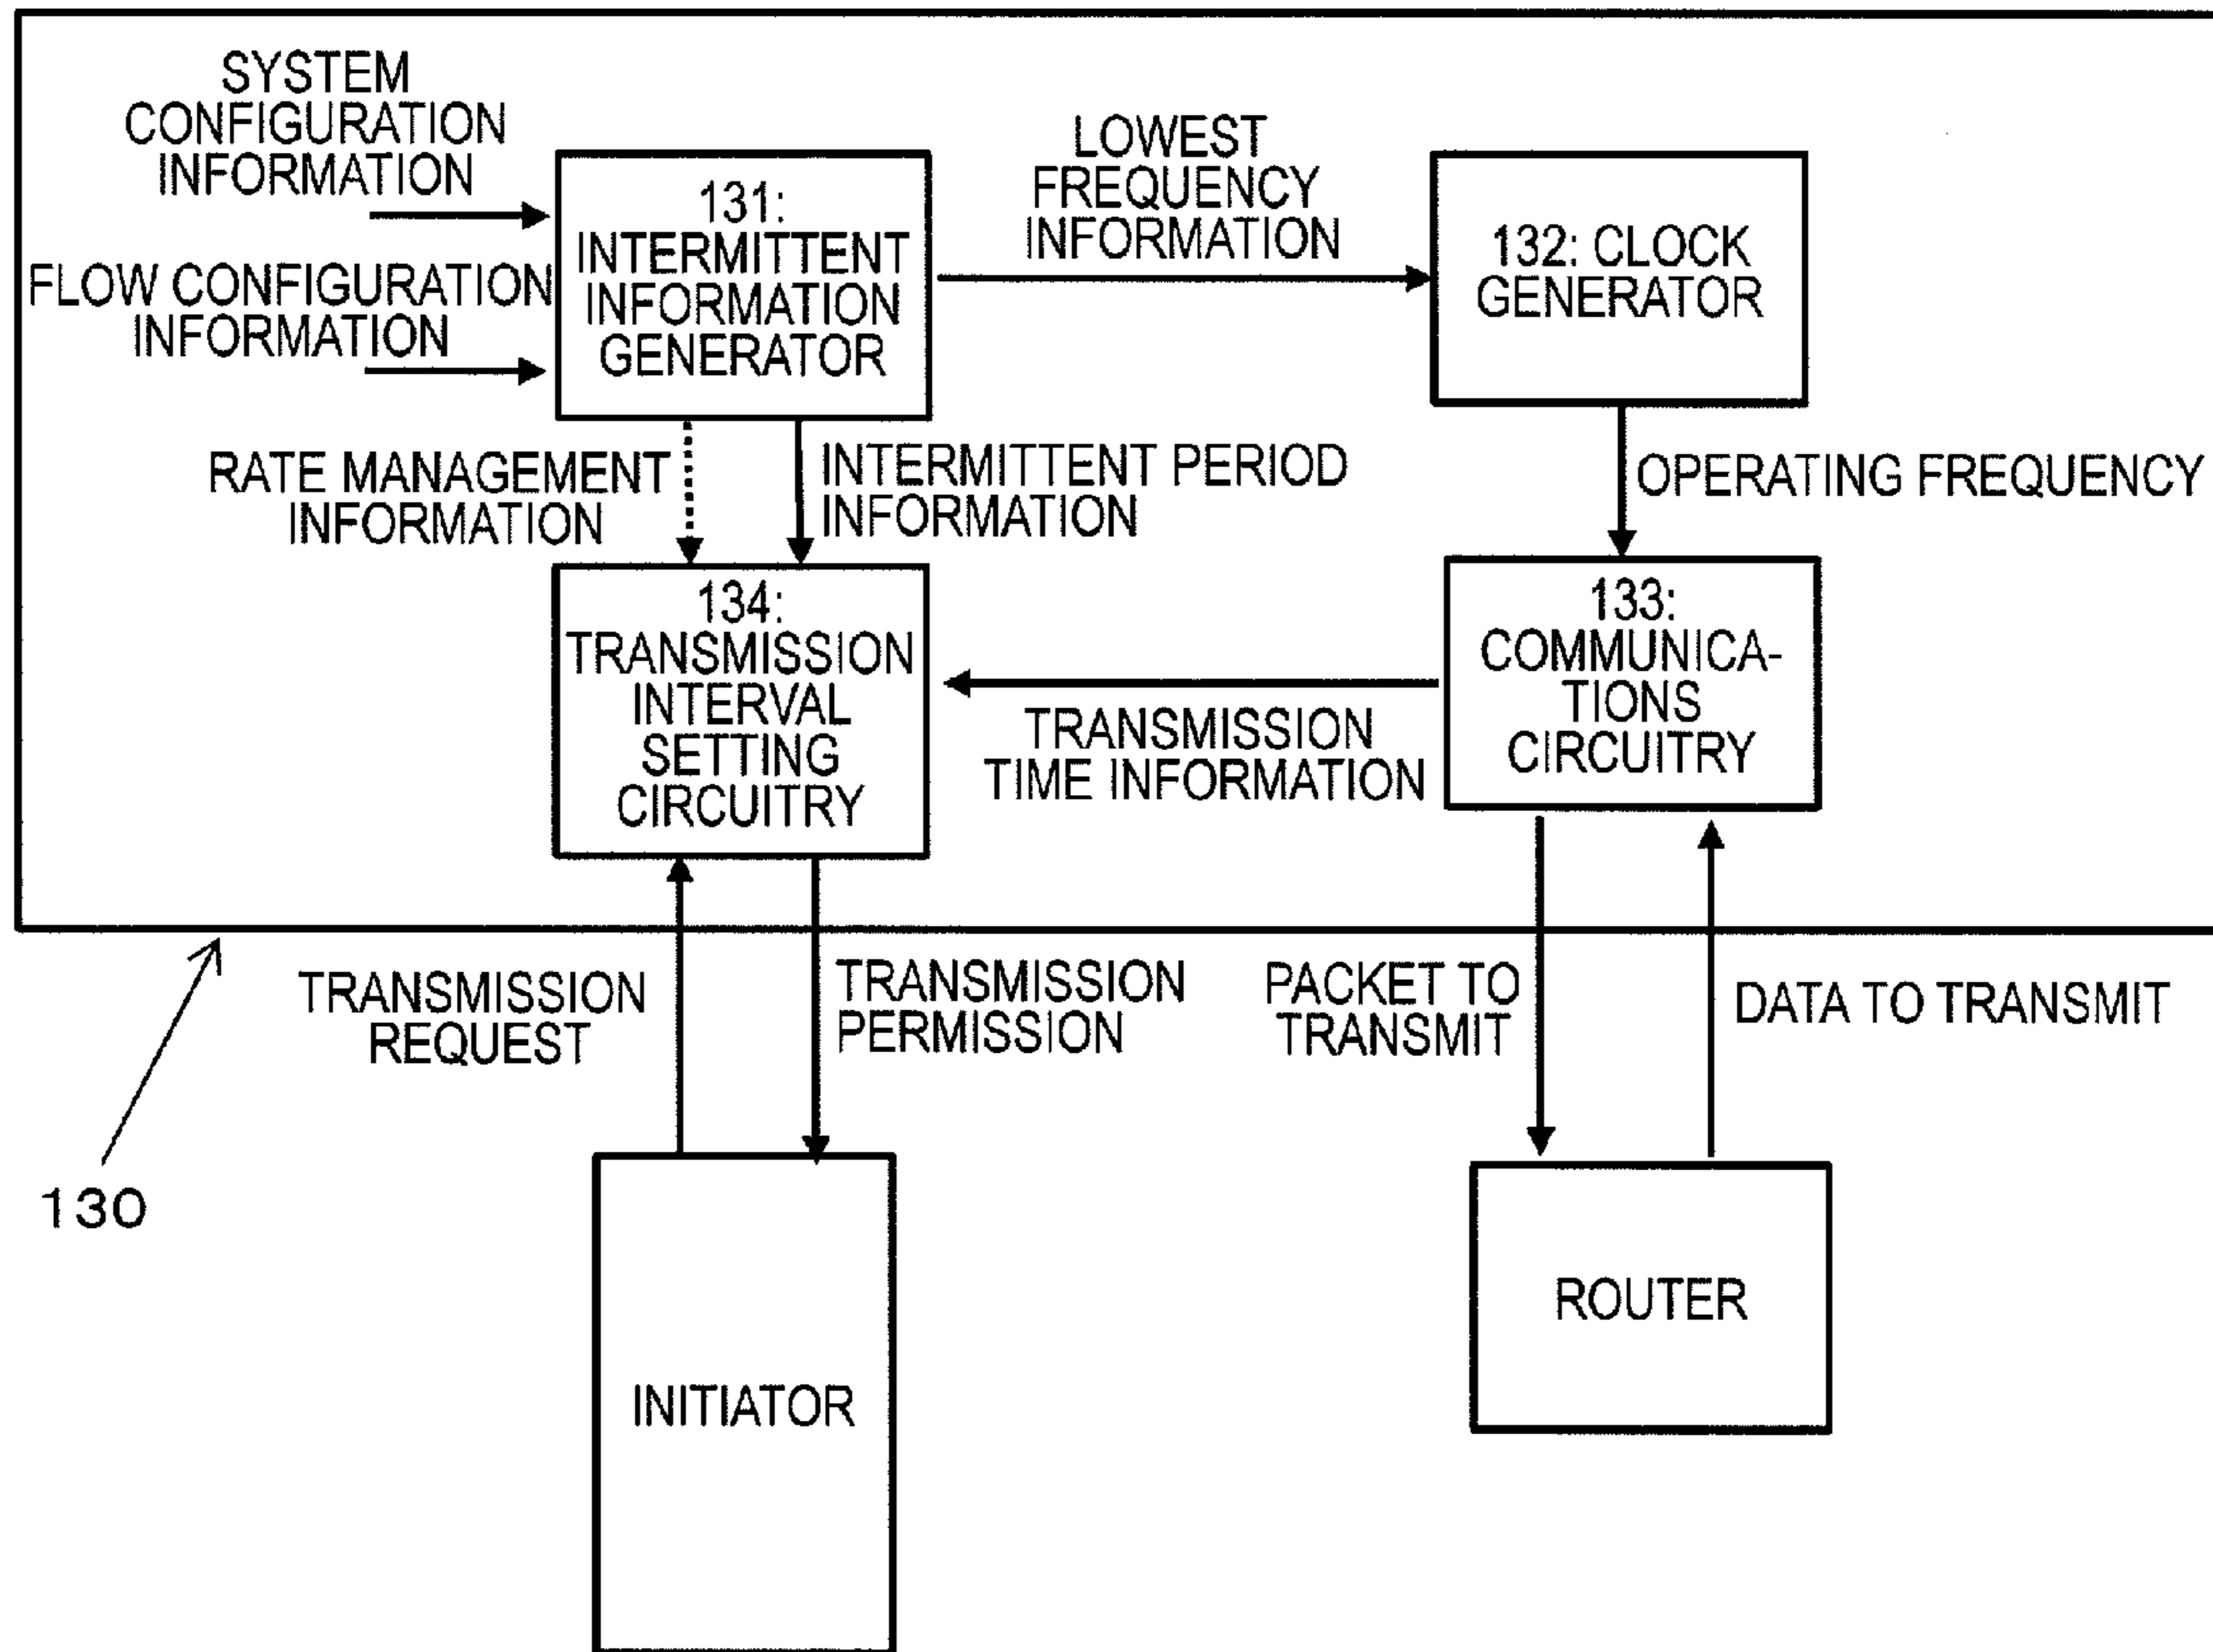 SYSTEM
CONFIGURATION
INFORMATION
FLOW CONFIGURATION
INFORMATION
131:
INTERMITTENT
INFORMATION
GENERATOR
LOWEST
FREQUENCY
INFORMATION
132: CLOCK
GENERATOR
RATE MANAGEMENT
INFORMATION
INTERMITTENT PERIOD
INFORMATION
OPERATING FREQUENCY
134:
TRANSMISSION
INTERVAL
SETTING
CIRCUITRY
TRANSMISSION
TIME INFORMATION
133:
COMMUNICA-
TIONS
CIRCUITRY
TRANSMISSION
REQUEST
TRANSMISSION
PERMISSION
PACKET TO
TRANSMIT
DATA TO TRANSMIT
130
INITIATOR
ROUTER